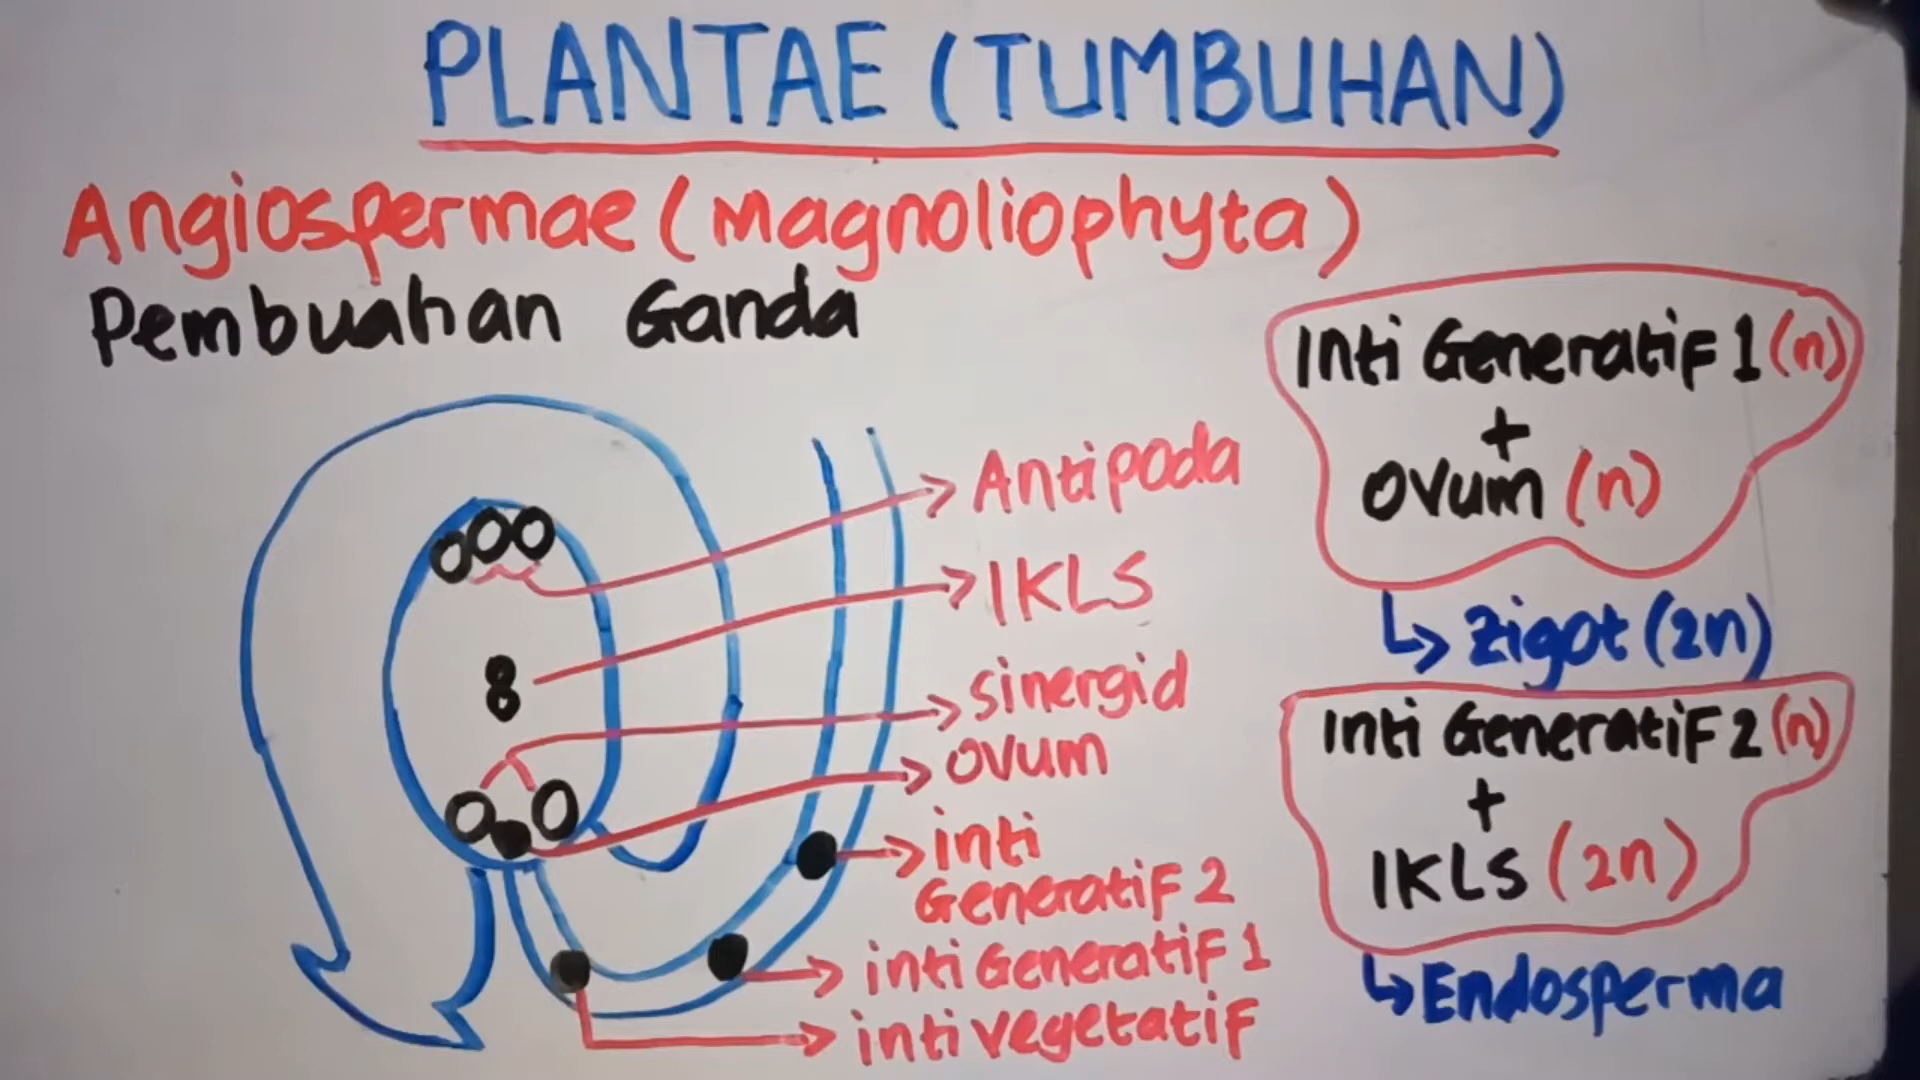 PLANTAE (TUMBUHAN)
Angiospermae (Magnoliophyta)
Pembuahan Ganda
Antipoda
IKLS
sinergid
ovum
inti
Generatif 2
inti Generatif 1
inti vegetatif
8
Inti Generatif 1 (n)
+
Ovum (n)
Zigot (2n)
Inti Generatif 2 (n)
+
IKLS (2n)
Endosperma